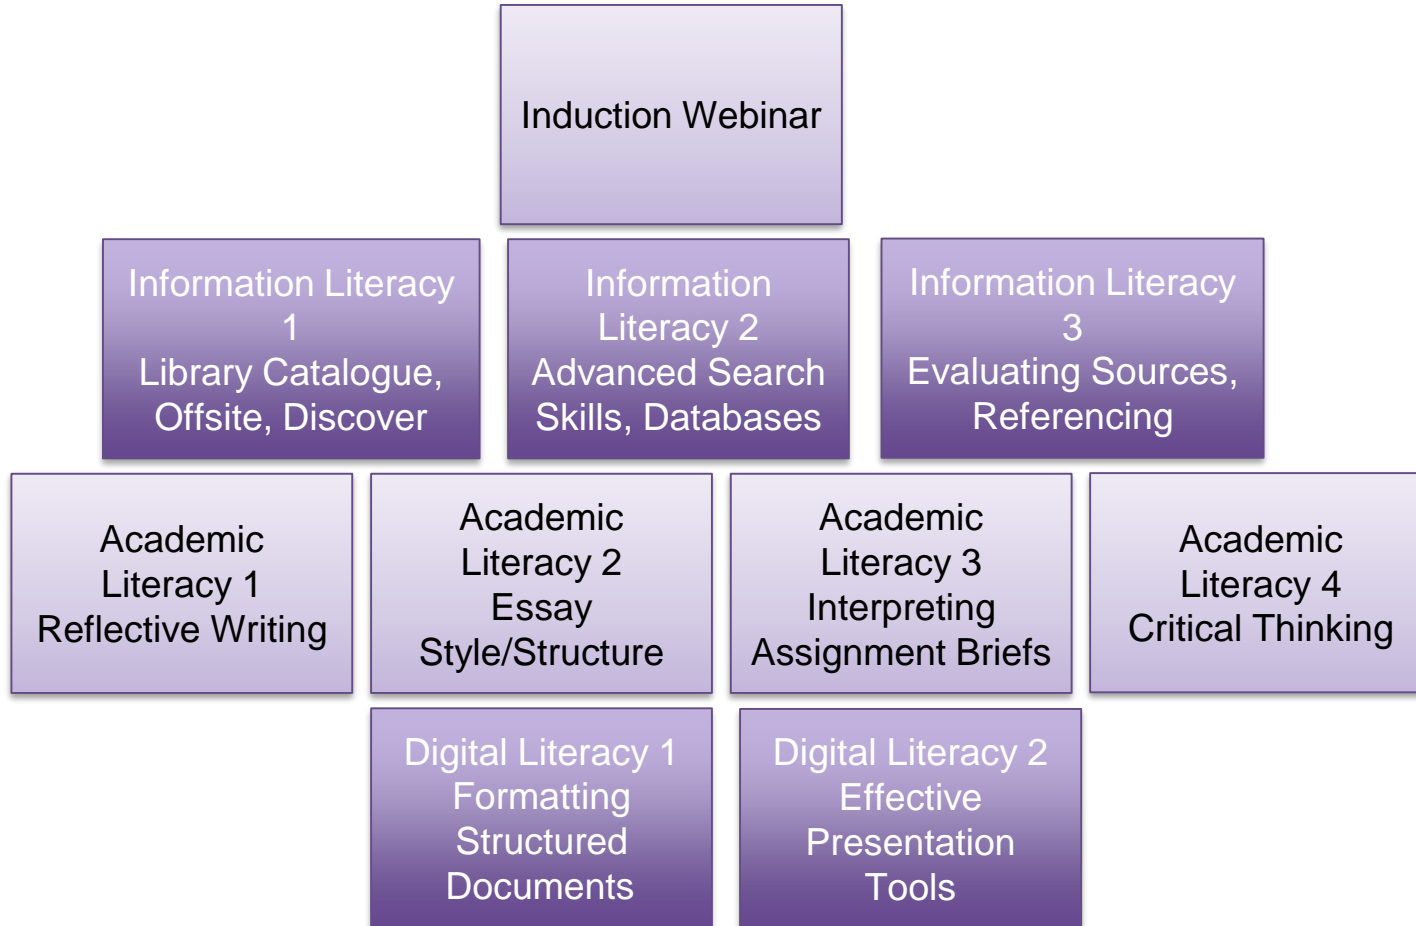 Induction Webinar
Information Literacy
1
Library Catalogue,
Offsite, Discover
Information
Literacy 2
Advanced Search
Skills, Databases
Information Literacy
3
Evaluating Sources,
Referencing
Academic
Literacy 1
Reflective Writing
Academic
Literacy 2
Essay
Style/Structure
Academic
Literacy 3
Interpreting
Assignment Briefs
Academic
Literacy 4
Critical Thinking
Digital Literacy 1
Formatting
Structured
Documents
Digital Literacy 2
Effective
Presentation
Tools